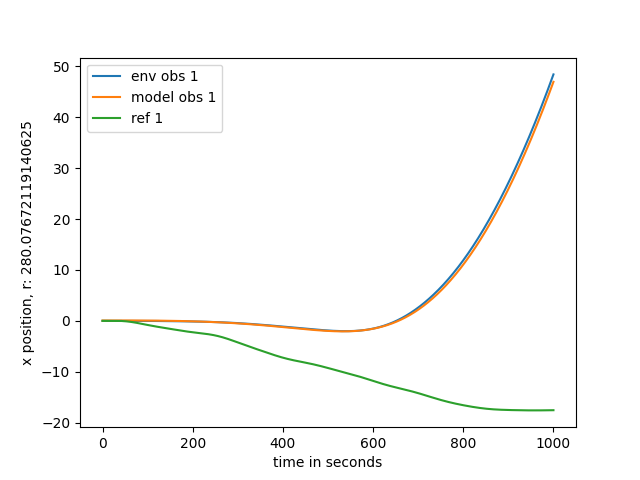 env obs 1
model obs 1
ref 1
50
40
30
20
10
0
−10
−20
x position, r: 280.07672119140625
0 200 400 600 800 1000
time in seconds